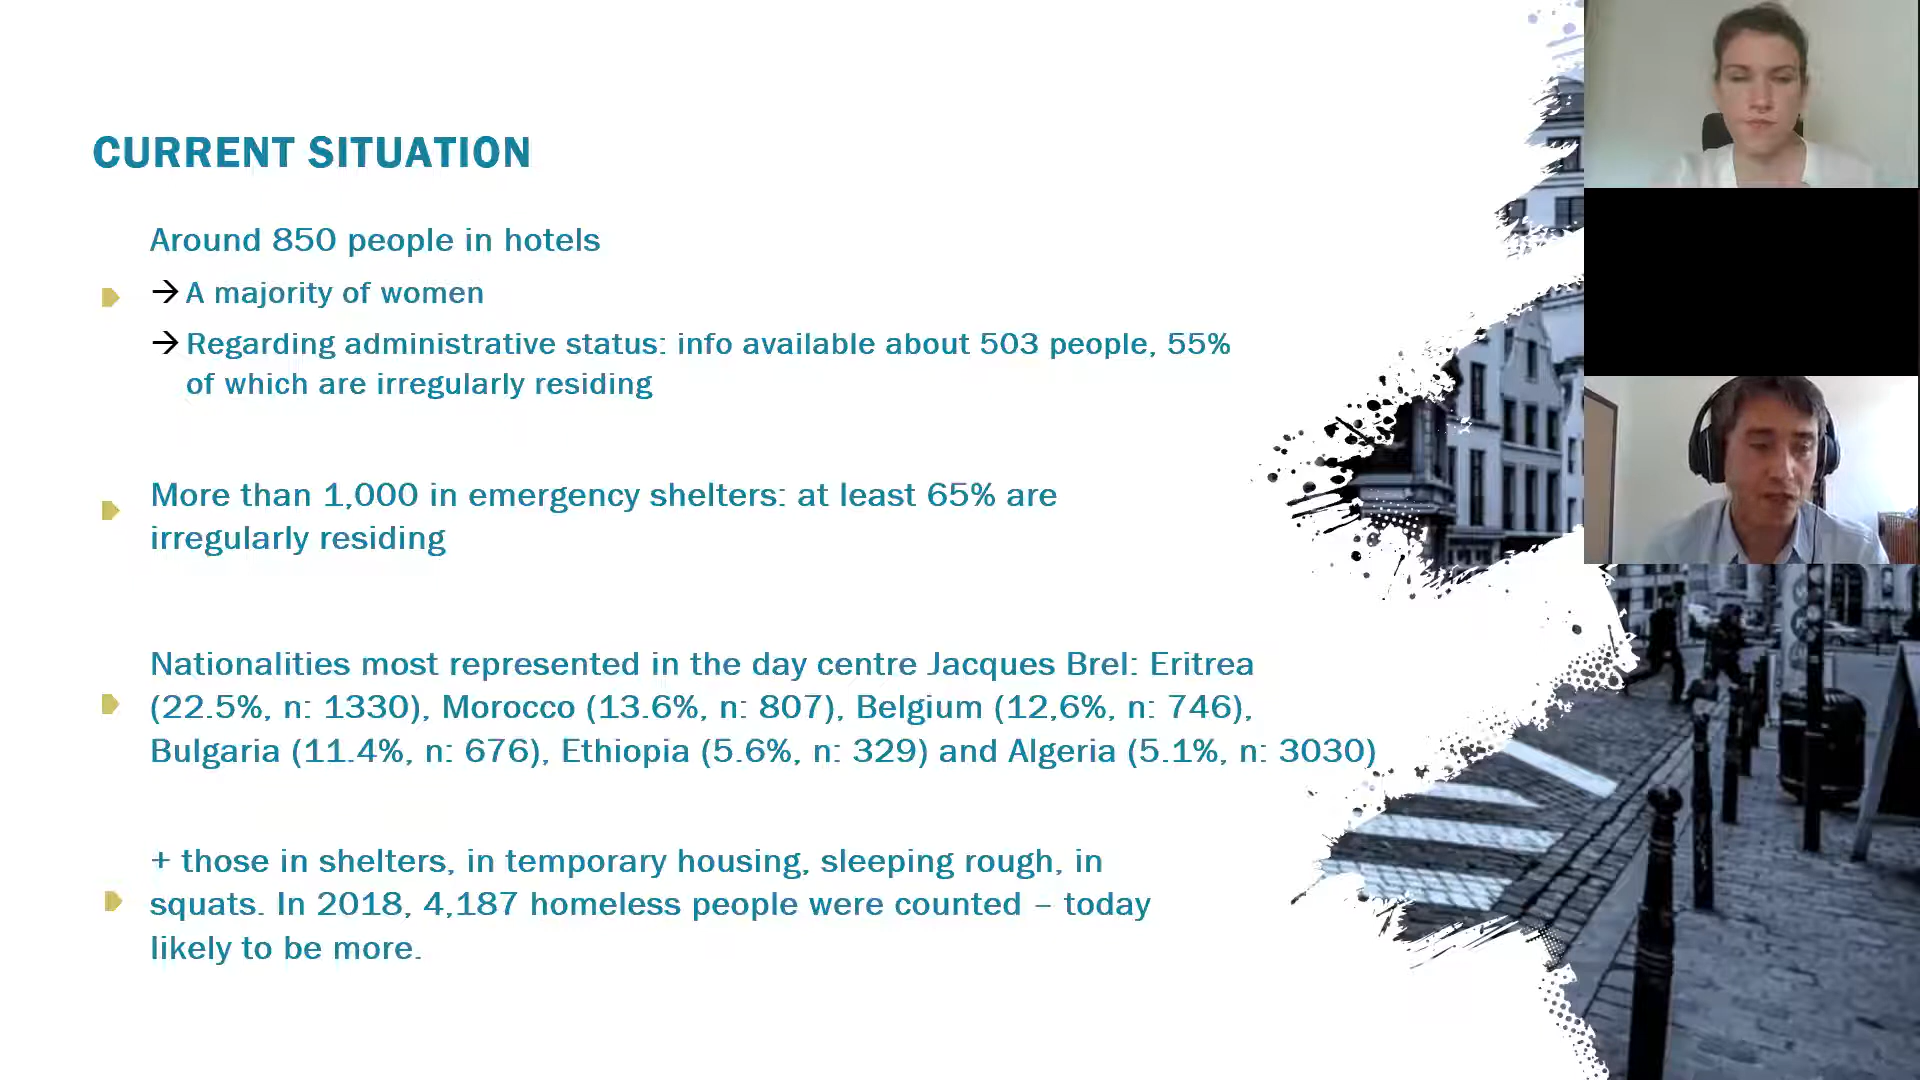 CURRENT SITUATION
Around 850 people in hotels
→ A majority of women
→ Regarding administrative status: info available about 503 people, 55%
of which are irregularly residing
More than 1,000 in emergency shelters: at least 65% are
irregularly residing
Nationalities most represented in the day centre Jacques Brel: Eritrea
(22.5%, n: 1330), Morocco (13.6%, n: 807), Belgium (12,6%, n: 746),
Bulgaria (11.4%, n: 676), Ethiopia (5.6%, n: 329) and Algeria (5.1%, n: 3030)
+ those in shelters, in temporary housing, sleeping rough, in
squats. In 2018, 4,187 homeless people were counted – today
likely to be more.